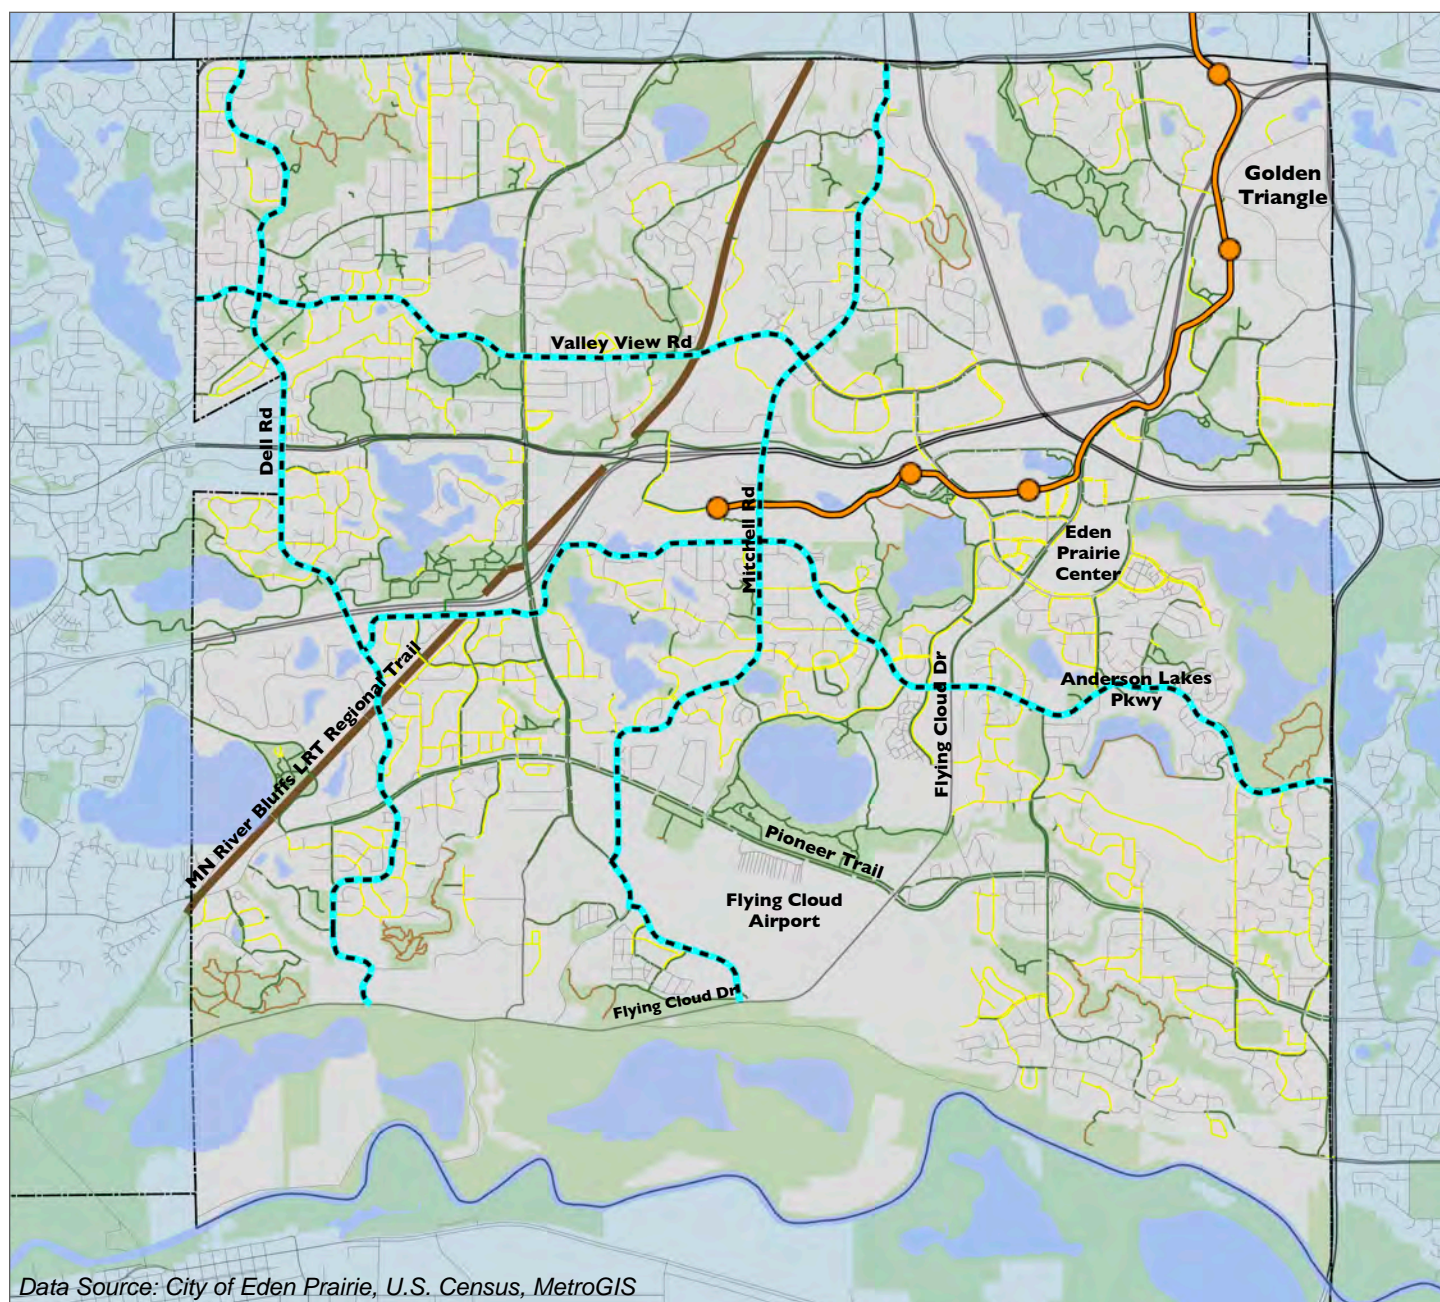 Golden
Triangle
Valley View Rd
Dell Rd
Mitchell Rd
Eden
Prairie
Center
MN River Bluffs LRT Regional Trail
Flying Cloud Dr
Anderson Lakes
Pkwy
Pioneer Trail
Flying Cloud
Airport
Flying Cloud Dr
Data Source: City of Eden Prairie, U.S. Census, MetroGIS